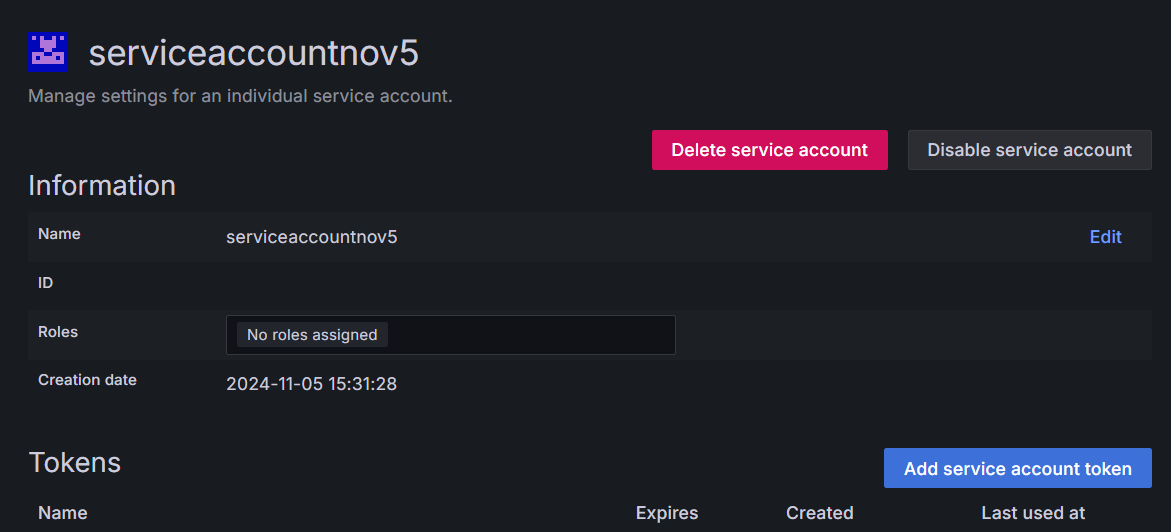 serviceaccountnov5
Manage settings for an individual service account.
Delete service account
Disable service account
Information
Name
serviceaccountnov5
Edit
ID
Roles
No roles assigned
Creation date
2024-11-05 15:31:28
Tokens
Add service account token
Name
Expires
Created
Last used at